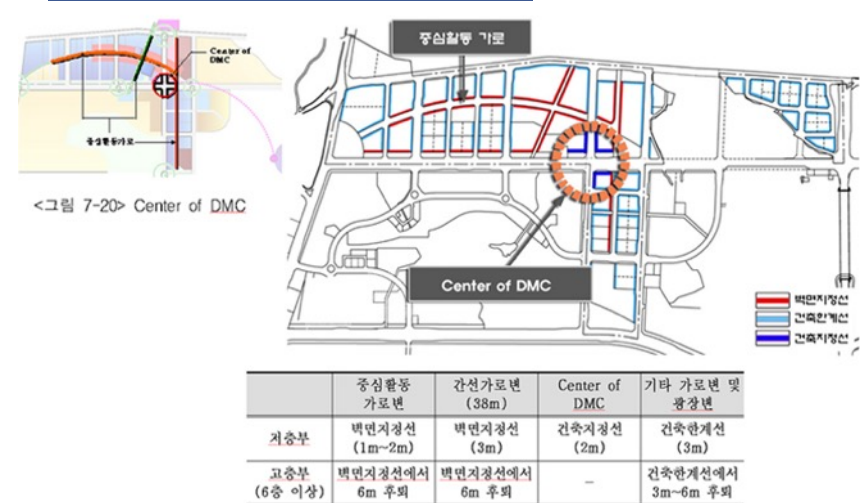 Center of
DMC
중심활동가로
<그림 7-20> Center of DMC
중심활동 가로
Center of DMC
벽면지정선
건축한계선
건축지정선
중심활동
가로변
간선가로변
(38m)
Center of
DMC
기타 가로변 및
광장변
저층부
벽면지정선
(1m~2m)
벽면지정선
(3m)
건축지정선
(2m)
건축한계선
(3m)
고층부
(6층 이상)
벽면지정선에서
6m 후퇴
벽면지정선에서
6m 후퇴
–
건축한계선에서
3m~6m 후퇴